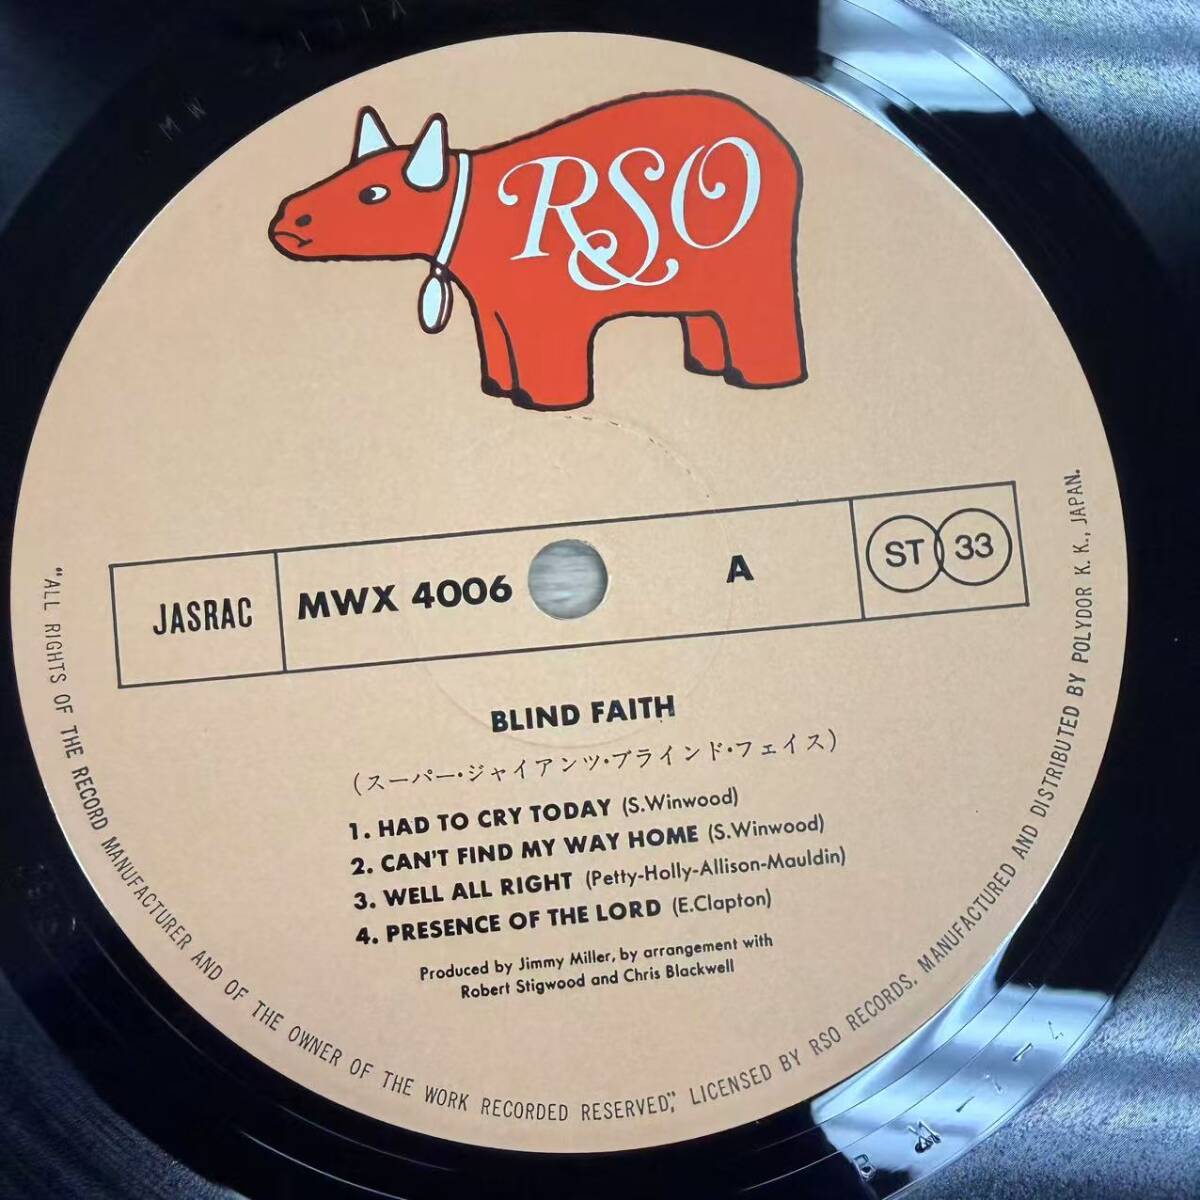 RSO
JASRAC
MWX 4006
A
ST 33
BLIND FAITH
(スーパー・ジャイアンツ・ブラインド・フェイス)
1. HAD TO CRY TODAY (S.Winwood)
2. CAN'T FIND MY WAY HOME (S.Winwood)
3. WELL ALL RIGHT (Petty-Holly-Allison-Mauldin)
4. PRESENCE OF THE LORD (E.Clapton)
Produced by Jimmy Miller, by arrangement with
Robert Stigwood and Chris Blackwell
"ALL RIGHTS OF THE RECORD MANUFACTURER AND OF THE OWNER OF THE WORK RECORDED RESERVED", LICENSED BY RSO RECORDS. MANUFACTURED AND DISTRIBUTED BY POLYDOR K. K., JAPAN.